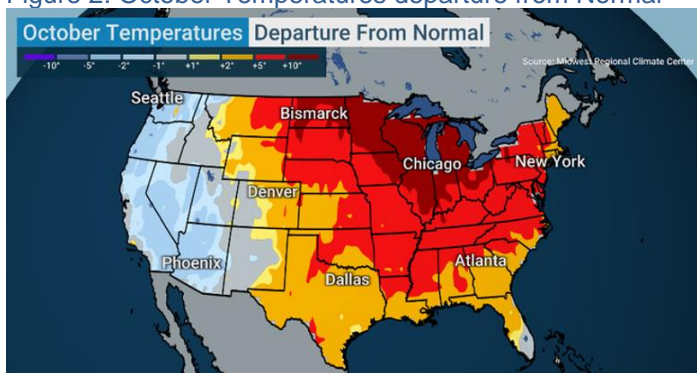 Figure 2: October Temperatures departure from Normal
October Temperatures Departure From Normal
-10° -5° -2° -1° +1° +2° +5° +10°
Source: Midwest Regional Climate Center
Seattle
Bismarck
Chicago
New York
Denver
Phoenix
Dallas
Atlanta